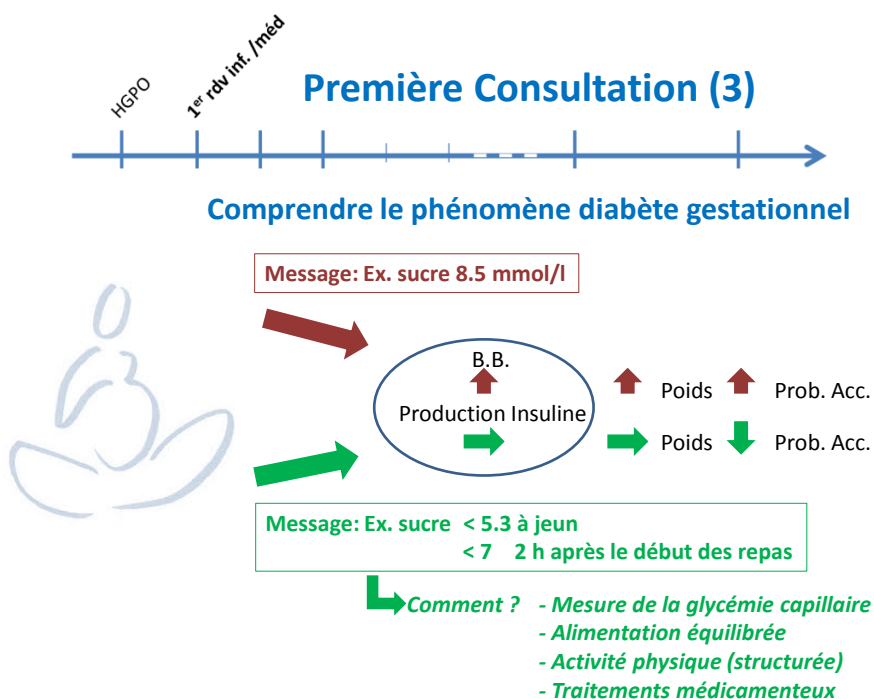 HGPO
1er rdv inf. /méd
Première Consultation (3)
Comprendre le phénomène diabète gestationnel
Message: Ex. sucre 8.5 mmol/l
B.B.
Production Insuline
Poids Prob. Acc.
Poids Prob. Acc.
Message: Ex. sucre < 5.3 à jeun
< 7 2 h après le début des repas
Comment ? - Mesure de la glycémie capillaire
- Alimentation équilibrée
- Activité physique (structurée)
- Traitements médicamenteux